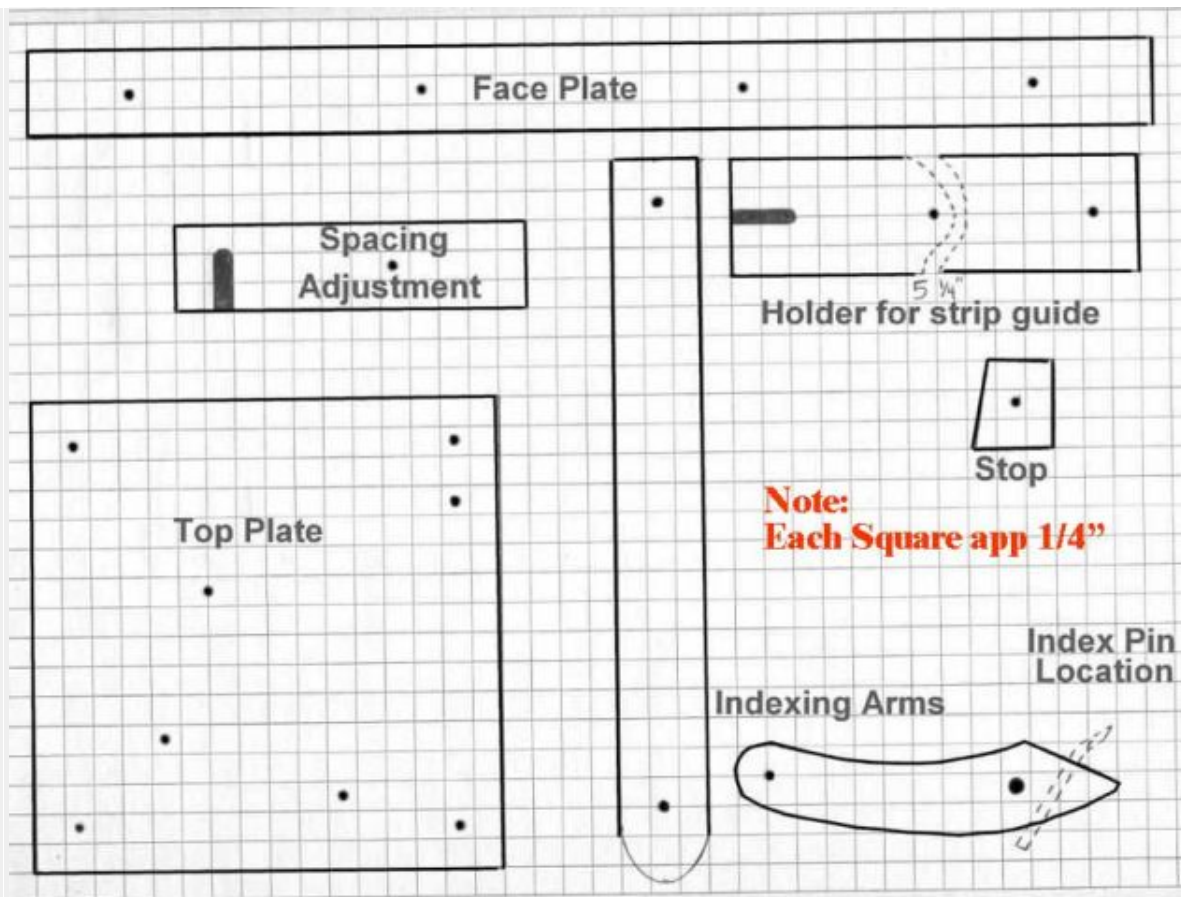 Face Plate
Spacing
Adjustment
5 1/4"
Holder for strip guide
Stop
Top Plate
Note:
Each Square app 1/4”
Index Pin
Location
Indexing Arms